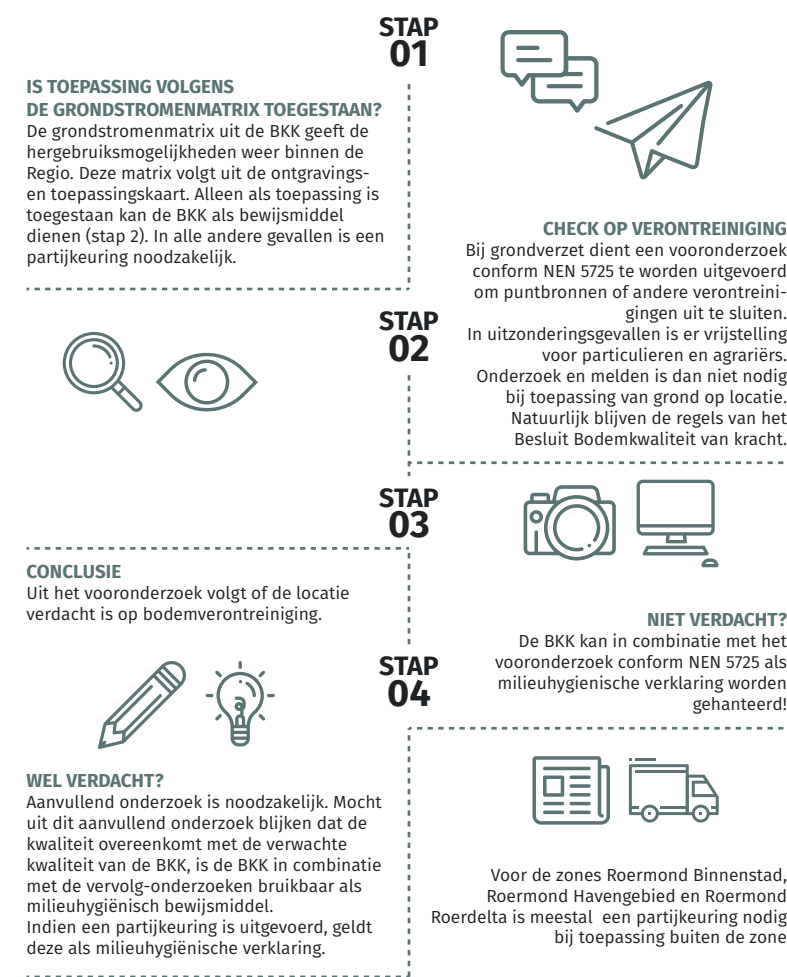 STAP
01
IS TOEPASSING VOLGENS
DE GRONDSTROMENMATRIX TOEGESTAAN?
De grondstromenmatrix uit de BKK geeft de
hergebruiksmogelijkheden weer binnen de
Regio. Deze matrix volgt uit de ontgravings-
en toepassingskaart. Alleen als toepassing is
toegestaan kan de BKK als bewijsmiddel
dienen (stap 2). In alle andere gevallen is een
partijkeuring noodzakelijk.
STAP
02
CHECK OP VERONTREINIGING
Bij grondverzet dient een vooronderzoek
conform NEN 5725 te worden uitgevoerd
om puntbronnen of andere verontreini-
gingen uit te sluiten.
In uitzonderingsgevallen is er vrijstelling
voor particulieren en agrariërs.
Onderzoek en melden is dan niet nodig
bij toepassing van grond op locatie.
Natuurlijk blijven de regels van het
Besluit Bodemkwaliteit van kracht.
STAP
03
CONCLUSIE
Uit het vooronderzoek volgt of de locatie
verdacht is op bodemverontreiniging.
STAP
04
NIET VERDACHT?
De BKK kan in combinatie met het
vooronderzoek conform NEN 5725 als
milieuhygienische verklaring worden
gehanteerd!
WEL VERDACHT?
Aanvullend onderzoek is noodzakelijk. Mocht
uit dit aanvullend onderzoek blijken dat de
kwaliteit overeenkomt met de verwachte
kwaliteit van de BKK, is de BKK in combinatie
met de vervolg-onderzoeken bruikbaar als
milieuhygiënisch bewijsmiddel.
Indien een partijkeuring is uitgevoerd, geldt
deze als milieuhygiënische verklaring.
Voor de zones Roermond Binnenstad,
Roermond Havengebied en Roermond
Roerdelta is meestal  een partijkeuring nodig
bij toepassing buiten de zone